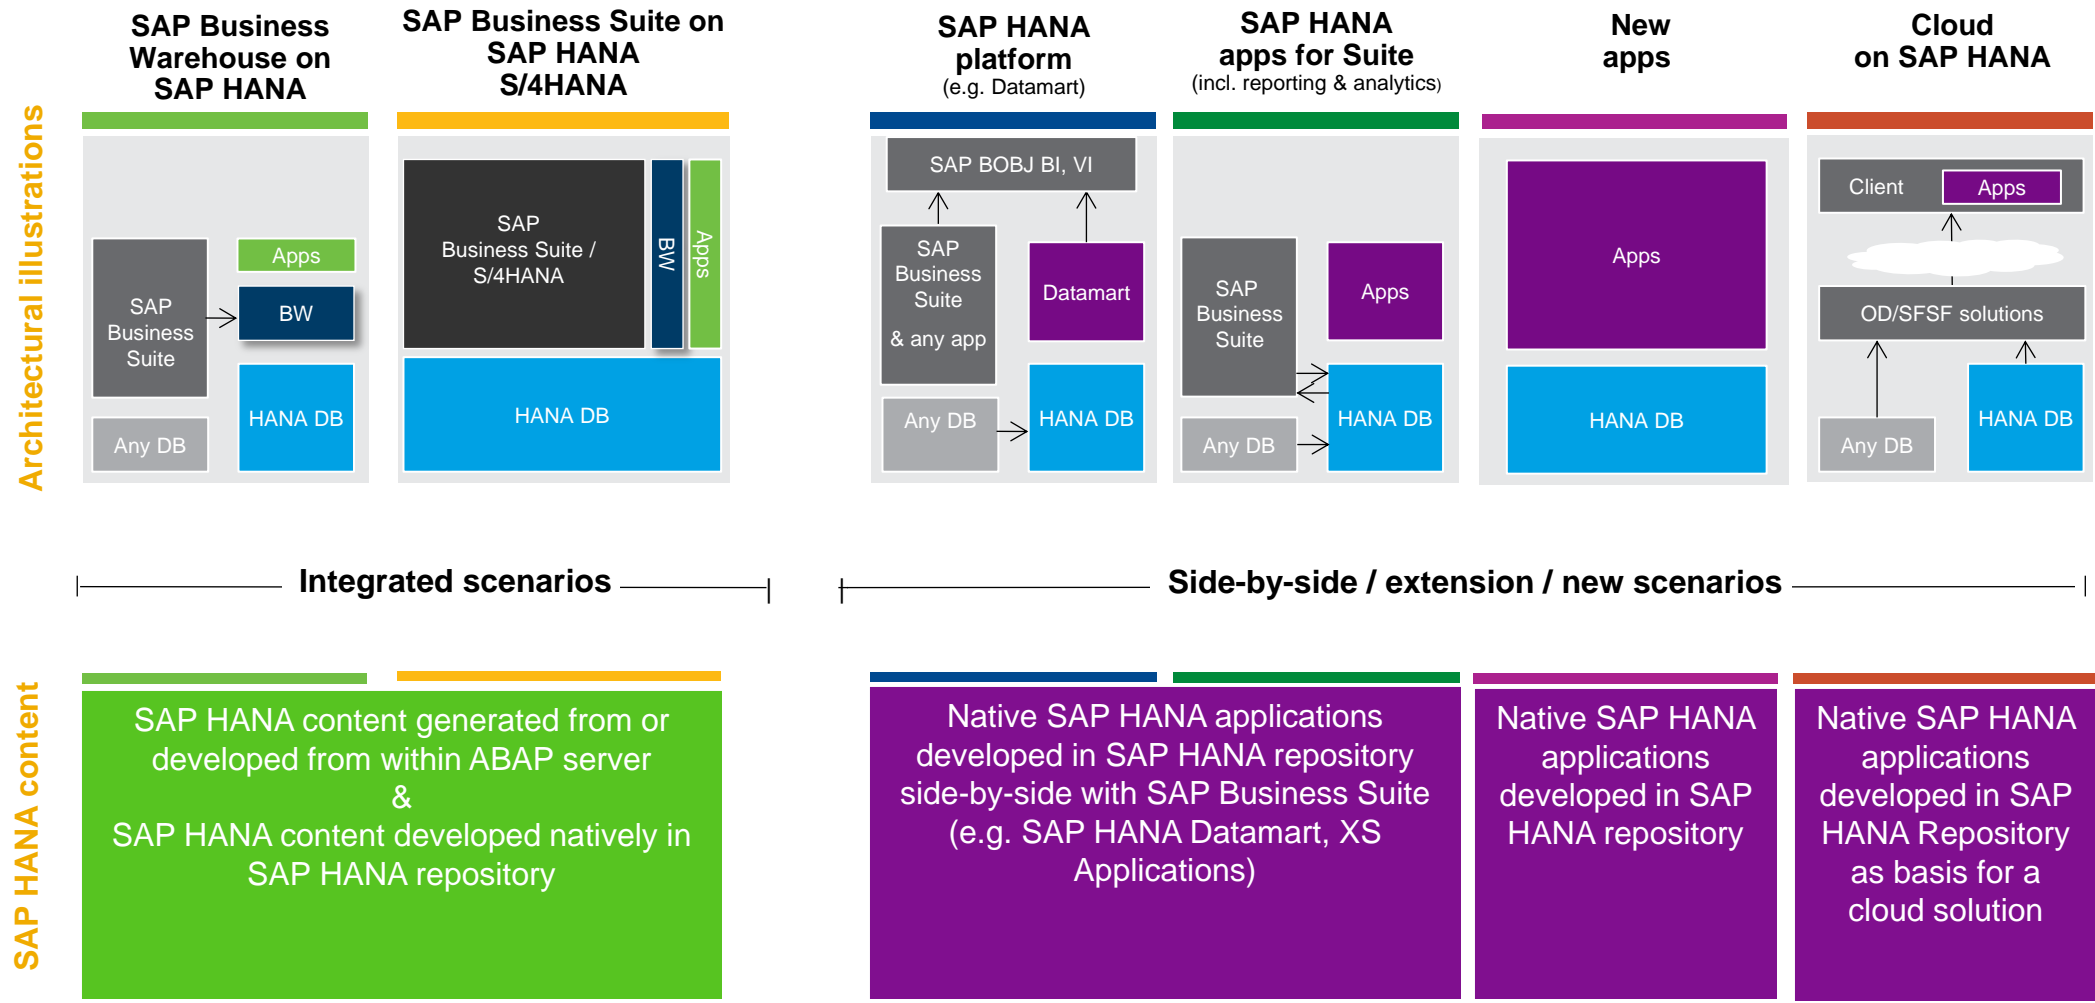 SAP Business
Warehouse on
SAP HANA
SAP Business Suite on
SAP HANA
S/4HANA
SAP HANA
platform
(e.g. Datamart)
SAP HANA
apps for Suite
(incl. reporting & analytics)
New
apps
Cloud
on SAP HANA
Architectural illustrations
SAP
Business
Suite
Any DB
Apps
BW
HANA DB
SAP
Business Suite /
S/4HANA
BW
Apps
HANA DB
SAP BOBJ BI, VI
SAP
Business
Suite
& any app
Datamart
Any DB
HANA DB
SAP
Business
Suite
Apps
Any DB
HANA DB
Apps
HANA DB
Client
Apps
OD/SFSF solutions
Any DB
HANA DB
Integrated scenarios
Side-by-side / extension / new scenarios
SAP HANA content
SAP HANA content generated from or
developed from within ABAP server
&
SAP HANA content developed natively in
SAP HANA repository
Native SAP HANA applications
developed in SAP HANA repository
side-by-side with SAP Business Suite
(e.g. SAP HANA Datamart, XS
Applications)
Native SAP HANA
applications
developed in SAP
HANA repository
Native SAP HANA
applications
developed in SAP
HANA Repository
as basis for a
cloud solution